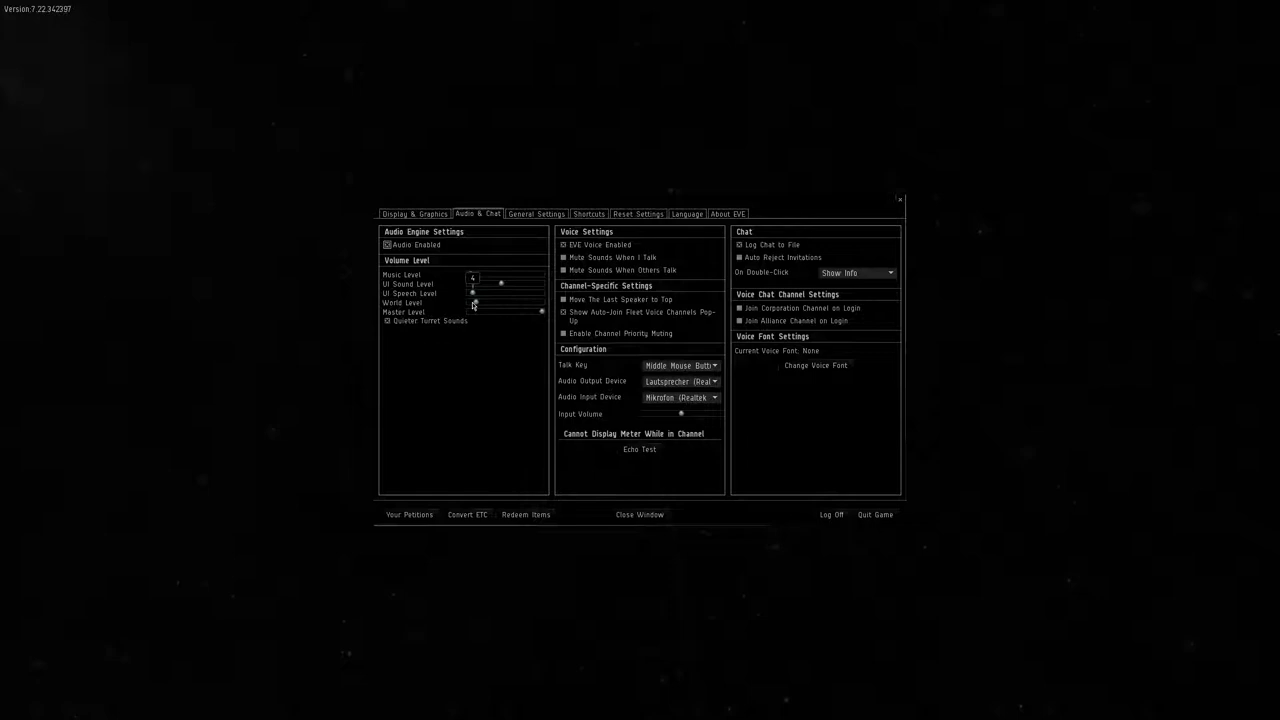 Version:7.22.342397
Display & Graphics
Audio & Chat
General Settings
Shortcuts
Reset Settings
Language
About EVE
Audio Engine Settings
Audio Enabled
Volume Level
Music Level
4
UI Sound Level
UI Speech Level
World Level
Master Level
Quieter Turret Sounds
Voice Settings
EVE Voice Enabled
Mute Sounds When I Talk
Mute Sounds When Others Talk
Channel-Specific Settings
Move The Last Speaker to Top
Show Auto-Join Fleet Voice Channels Pop-
Up
Enable Channel Priority Muting
Configuration
Talk Key
Middle Mouse Butt
Audio Output Device
Lautsprecher (Real
Audio Input Device
Mikrofon (Realtek
Input Volume
Cannot Display Meter While in Channel
Echo Test
Chat
Log Chat to File
Auto Reject Invitations
On Double-Click
Show Info
Voice Chat Channel Settings
Join Corporation Channel on Login
Join Alliance Channel on Login
Voice Font Settings
Current Voice Font: None
Change Voice Font
Your Petitions
Convert ETC
Redeem Items
Close Window
Log Off
Quit Game